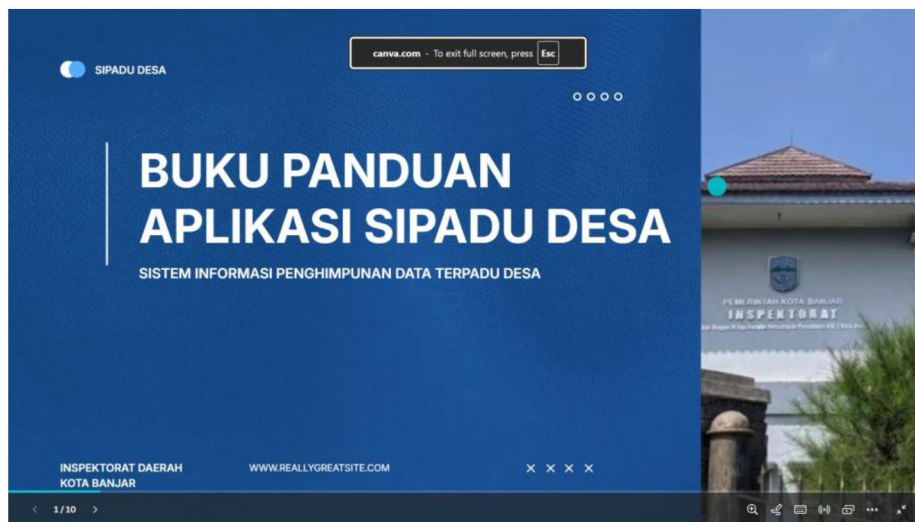 SIPADU DESA
canva.com - To exit full screen, press Esc
BUKU PANDUAN
APLIKASI SIPADU DESA
SISTEM INFORMASI PENGHIMPUNAN DATA TERPADU DESA
PEMERINTAH KOTA BANJAR
INSPEKTORAT
INSPEKTORAT DAERAH
KOTA BANJAR
WWW.REALLYGREATSITE.COM
1/10